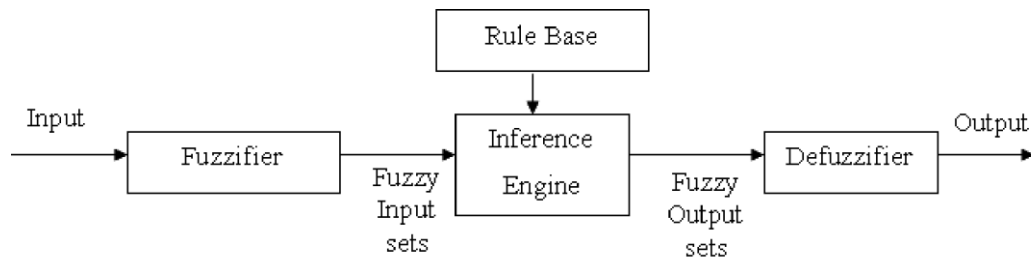 Rule Base
Input
Fuzzifier
Fuzzy
Input
sets
Inference
Engine
Fuzzy
Output
sets
Defuzzifier
Output